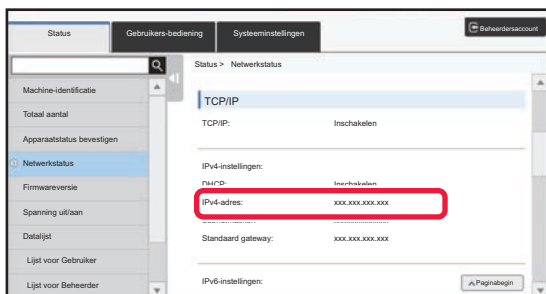 Status
Gebruikers-bediening
Systeeminstellingen
Beheerdersaccount
Status > Netwerkstatus
Machine-identificatie
Totaal aantal
Apparaatstatus bevestigen
Netwerkstatus
Firmwareversie
Spanning uit/aan
Datalijst
Lijst voor Gebruiker
Lijst voor Beheerder
TCP/IP
TCP/IP: Inschakelen
IPv4-instellingen:
DHCP: Inschakelen
IPv4-adres: xxx.xxx.xxx.xxx
Standaard gateway: xxx.xxx.xxx.xxx
IPv6-instellingen:
Paginabegin